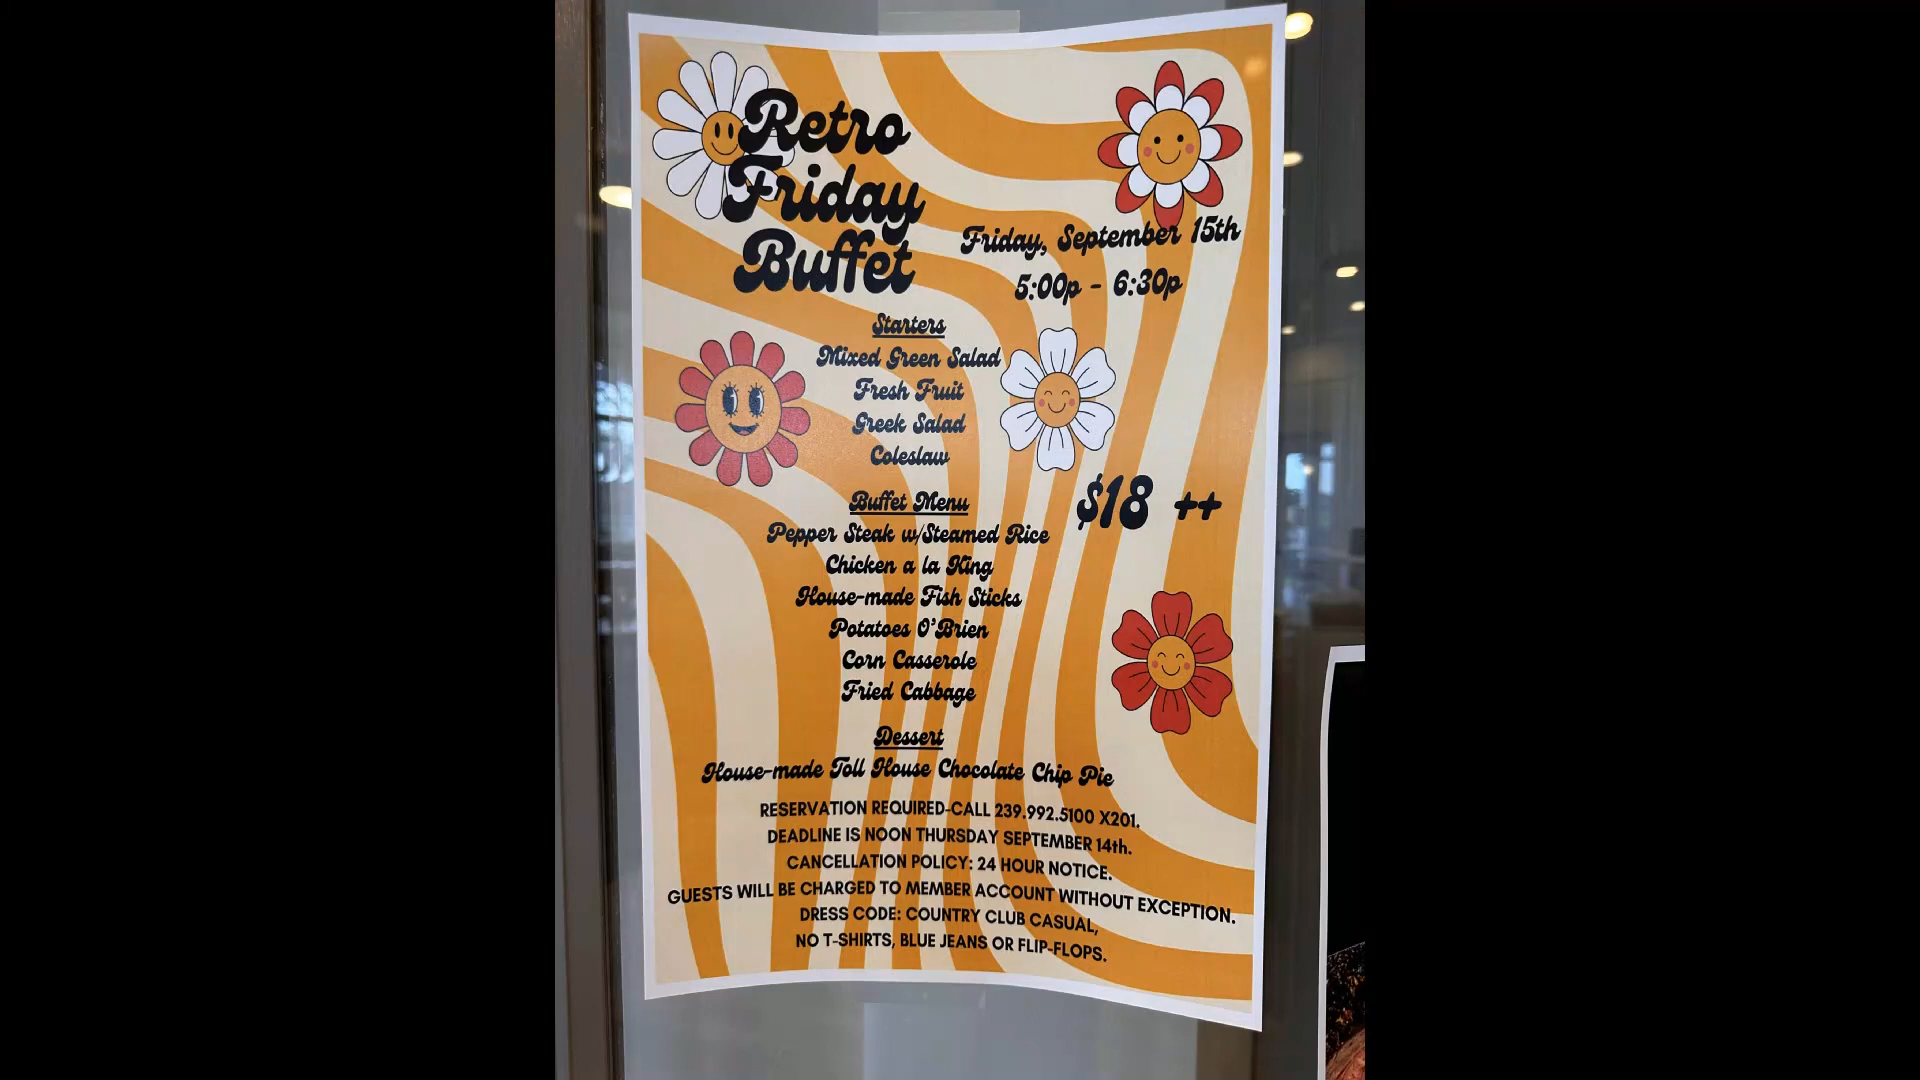 Retro
Friday
Buffet
Friday, September 15th
5:00p - 6:30p
Starters
Mixed Green Salad
Fresh Fruit
Greek Salad
Coleslaw
$18 ++
Buffet Menu
Pepper Steak w/Steamed Rice
Chicken a la King
House-made Fish Sticks
Potatoes O'Brien
Corn Casserole
Fried Cabbage
Dessert
House-made Toll House Chocolate Chip Pie
RESERVATION REQUIRED-CALL 239.992.5100 X201.
DEADLINE IS NOON THURSDAY SEPTEMBER 14th.
CANCELLATION POLICY: 24 HOUR NOTICE.
GUESTS WILL BE CHARGED TO MEMBER ACCOUNT WITHOUT EXCEPTION.
DRESS CODE: COUNTRY CLUB CASUAL,
NO T-SHIRTS, BLUE JEANS OR FLIP-FLOPS.